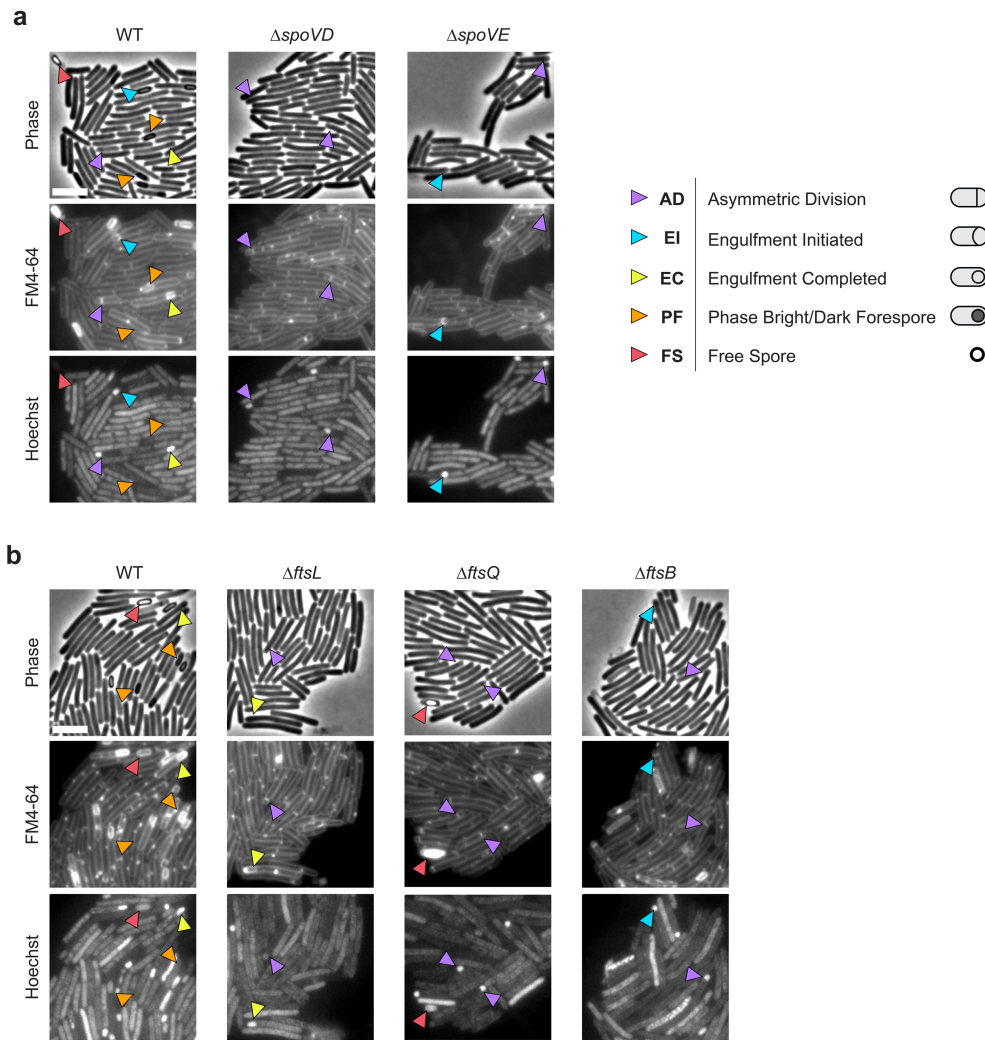 a
WT ΔspoVD ΔspoVE
Phase
FM4-64
Hoechst
AD Asymmetric Division
EI Engulfment Initiated
EC Engulfment Completed
PF Phase Bright/Dark Forespore
FS Free Spore
b
WT ΔftsL ΔftsQ ΔftsB
Phase
FM4-64
Hoechst